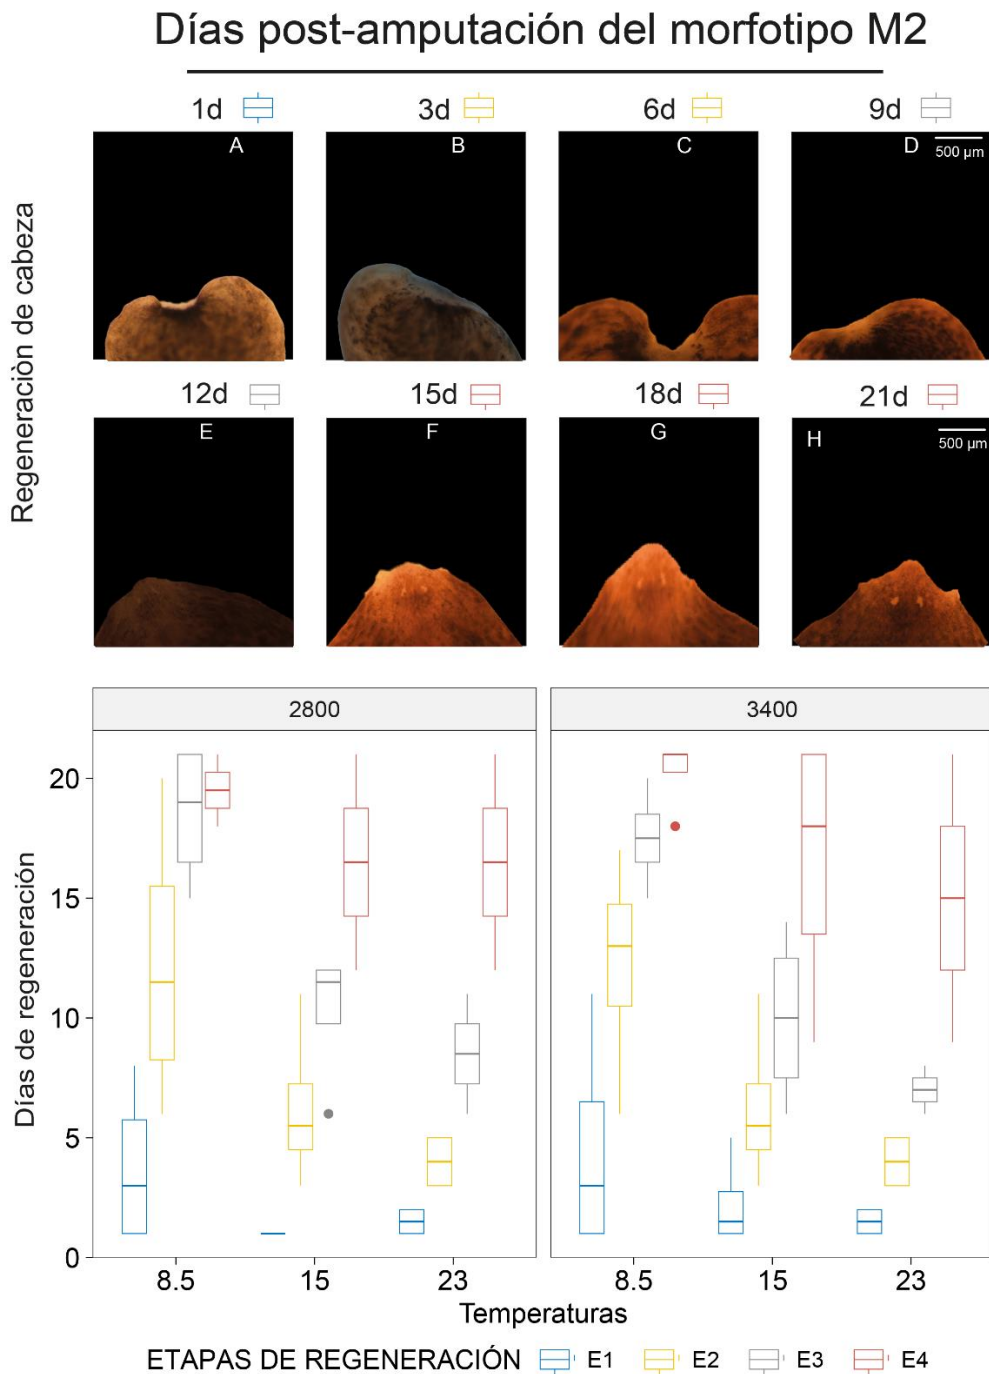 Días post-amputación del morfotipo M2
1d 3d 6d 9d
A B C D 500 µm
Regeneraciòn de cabeza
12d 15d 18d 21d
E F G H 500 µm
2800 3400
Días de regeneración
20
15
10
5
0
8.5 15 23 8.5 15 23
Temperaturas
ETAPAS DE REGENERACIÓN E1 E2 E3 E4